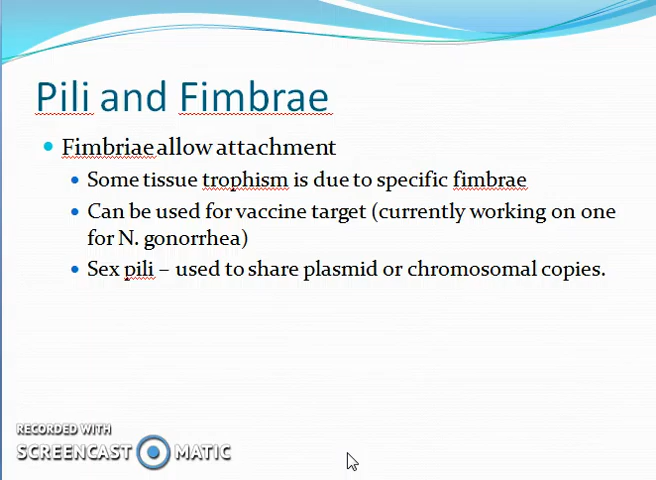 Pili and Fimbrae
Fimbriae allow attachment
Some tissue trophism is due to specific fimbrae
Can be used for vaccine target (currently working on one
for N. gonorrhea)
Sex pili – used to share plasmid or chromosomal copies.
RECORDED WITH
SCREENCAST MATIC